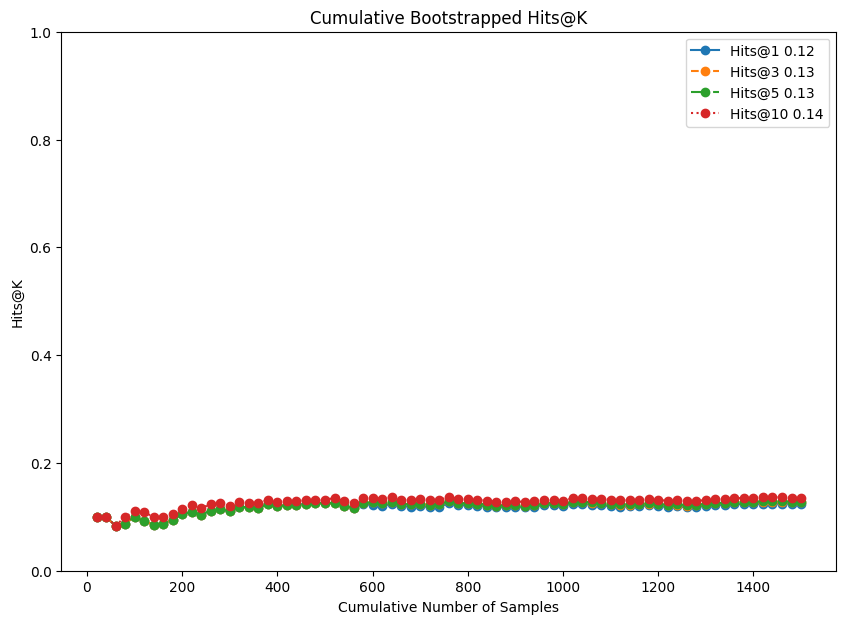 Cumulative Bootstrapped Hits@K
Hits@1 0.12
Hits@3 0.13
Hits@5 0.13
Hits@10 0.14
1.0
0.8
0.6
0.4
0.2
0.0
Hits@K
0 200 400 600 800 1000 1200 1400
Cumulative Number of Samples